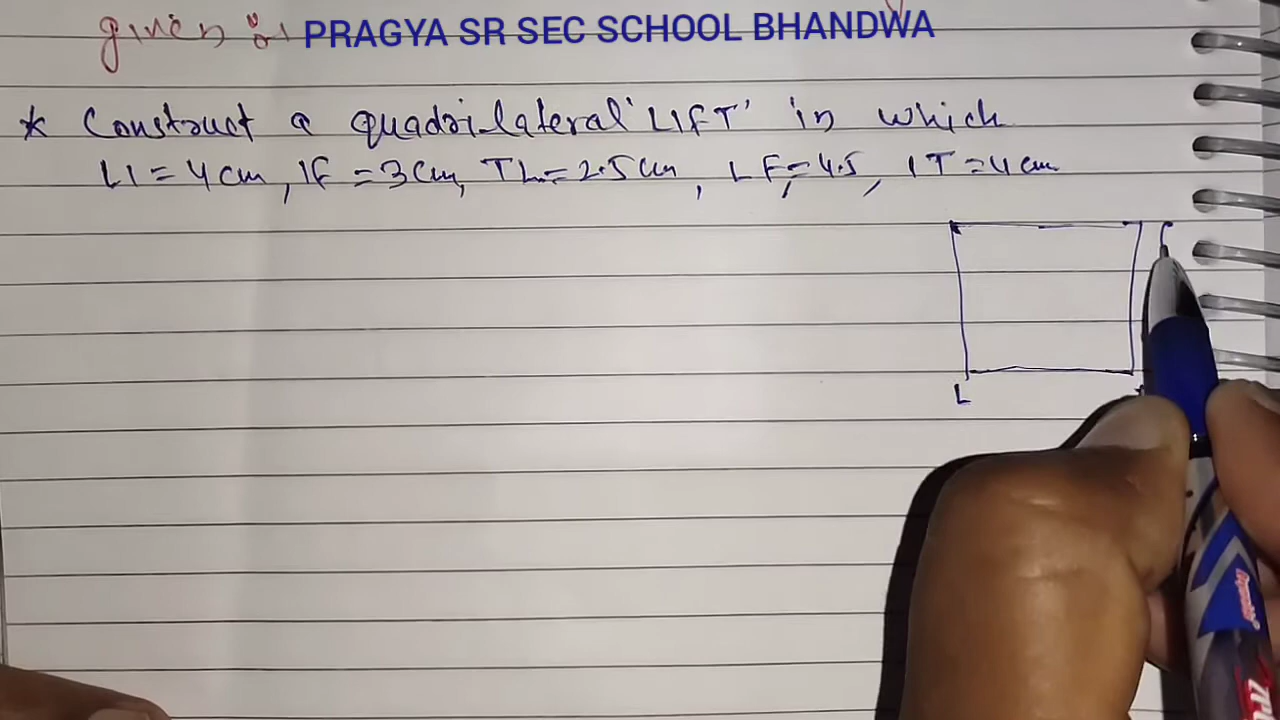 given PRAGYA SR SEC SCHOOL BHANDWA
* Construct a quadrilateral 'LIFT' in which
LI = 4 cm, IF = 3 cm, TL = 2.5 cm, LF = 4.5, IT = 4 cm
L